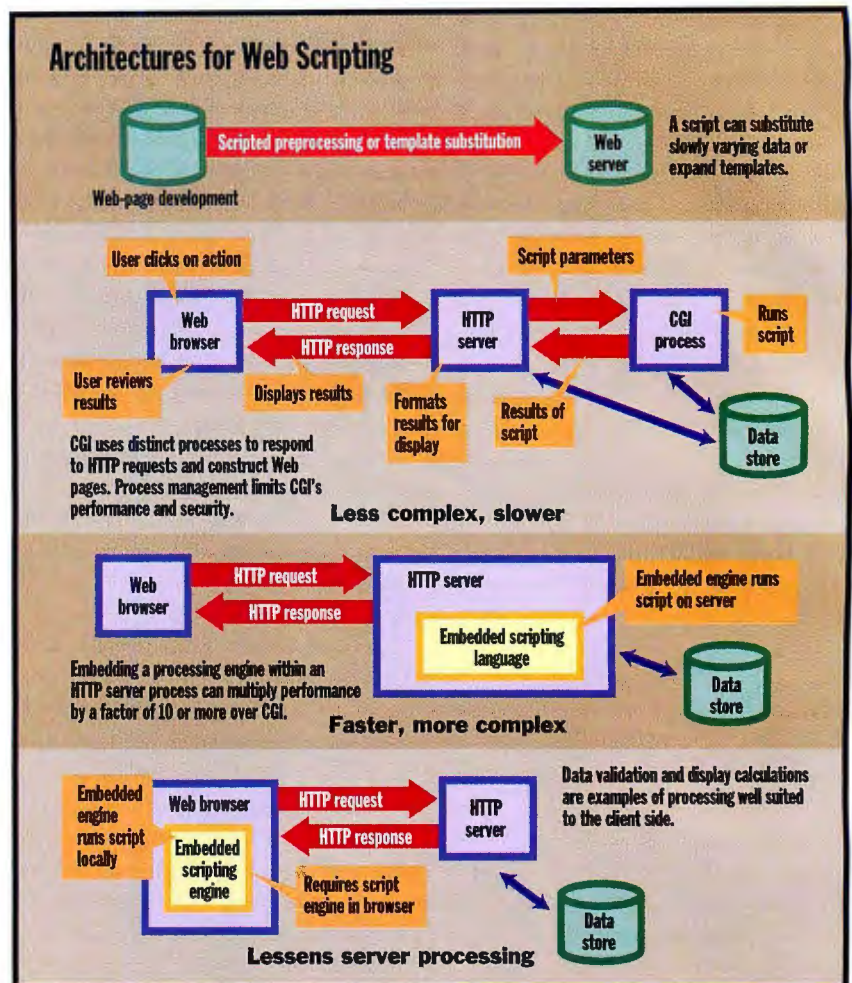 Architectures for Web Scripting
Scripted preprocessing or template substitution
Web-page development
Web
server
A script can substitute
slowly varying data or
expand templates.
User clicks on action
Script parameters
Web
browser
HTTP request
HTTP response
HTTP
server
CGI
process
Runs
script
User reviews
results
Displays results
Formats
results for
display
Results of
script
Data
store
CGI uses distinct processes to respond
to HTTP requests and construct Web
pages. Process management limits CGI's
performance and security.
Less complex, slower
Web
browser
HTTP request
HTTP response
HTTP server
Embedded scripting
language
Embedded engine runs
script on server
Data
store
Embedding a processing engine within an
HTTP server process can multiply performance
by a factor of 10 or more over CGI.
Faster, more complex
Embedded
engine
runs script
locally
Web browser
Embedded
scripting
engine
HTTP request
HTTP response
Requires script
engine in browser
HTTP
server
Data validation and display calculations
are examples of processing well suited
to the client side.
Data
store
Lessens server processing